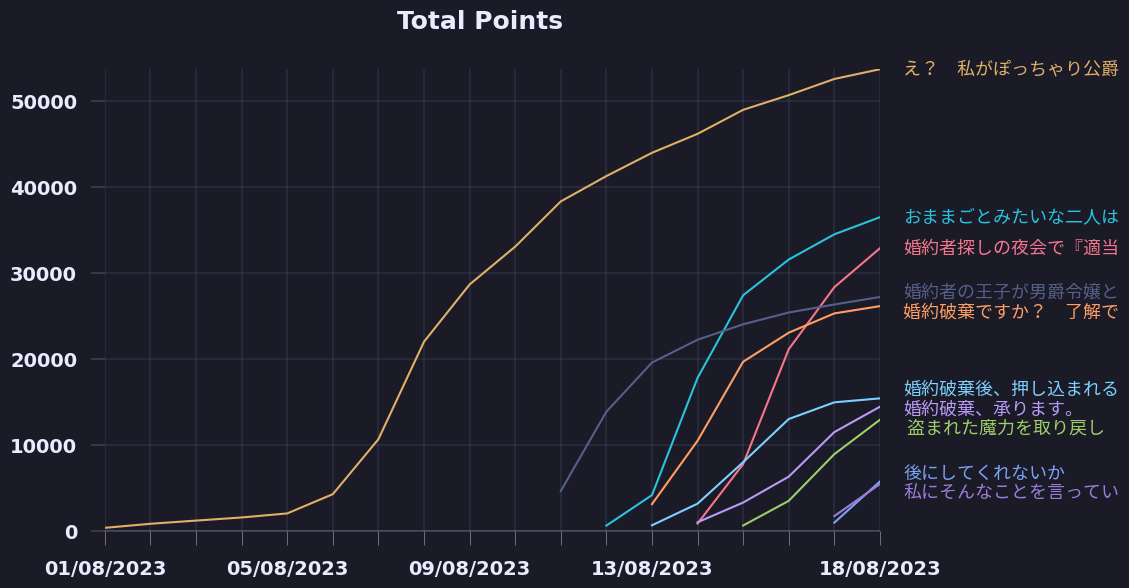 Total Points
50000
40000
30000
20000
10000
0
01/08/2023
05/08/2023
09/08/2023
13/08/2023
18/08/2023
え？　私がぽっちゃり公爵
おままごとみたいな二人は
婚約者探しの夜会で『適当
婚約者の王子が男爵令嬢と
婚約破棄ですか？　了解で
婚約破棄後、押し込まれる
婚約破棄、承ります。
盗まれた魔力を取り戻し
後にしてくれないか
私にそんなことを言ってい